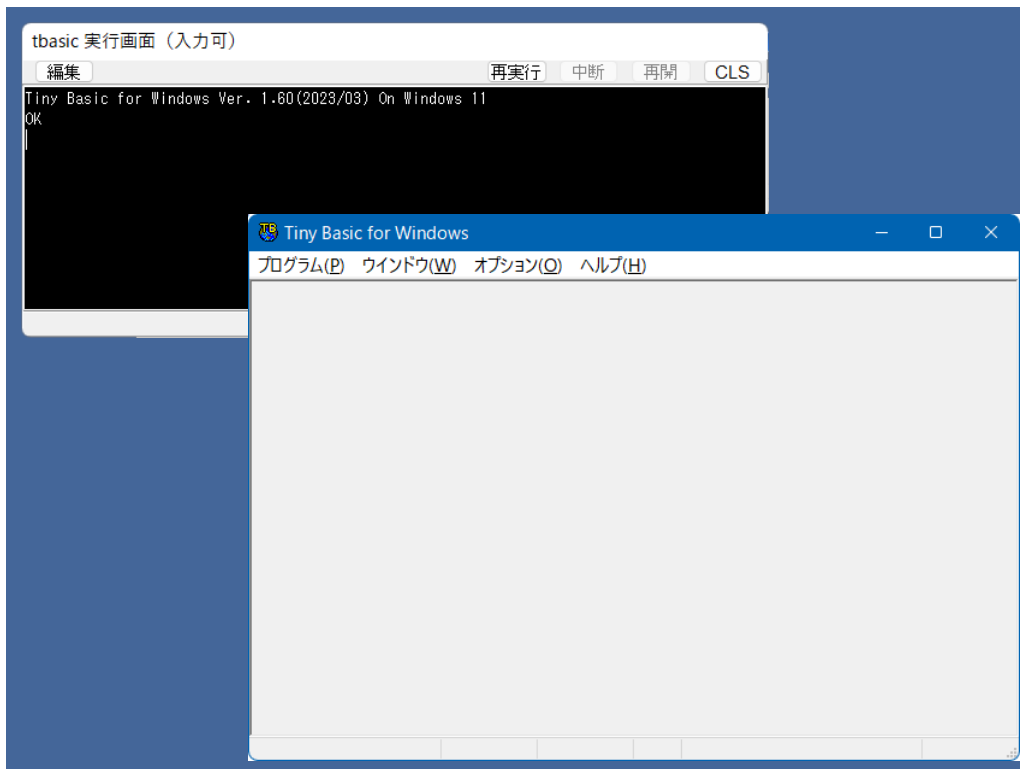 tbasic 実行画面（入力可）
編集 再実行 中断 再開 CLS
Tiny Basic for Windows Ver. 1.60(2023/03) On Windows 11
OK
Tiny Basic for Windows
プログラム(P) ウインドウ(W) オプション(O) ヘルプ(H)